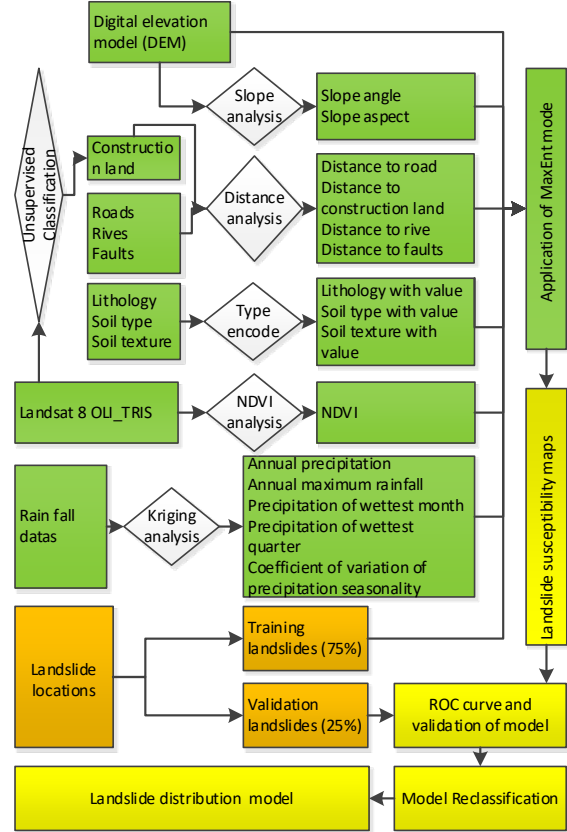 Digital elevation
model (DEM)
Slope
analysis
Slope angle
Slope aspect
Unsupervised
Classification
Constructio
n land
Roads
Rives
Faults
Distance
analysis
Distance to road
Distance to
construction land
Distance to rive
Distance to faults
Application of MaxEnt mode
Lithology
Soil type
Soil texture
Type
encode
Lithology with value
Soil type with value
Soil texture with
value
Landsat 8 OLI_TRIS
NDVI
analysis
NDVI
Rain fall
datas
Kriging
analysis
Annual precipitation
Annual maximum rainfall
Precipitation of wettest month
Precipitation of wettest
quarter
Coefficient of variation of
precipitation seasonality
Landslide susceptibility maps
Landslide
locations
Training
landslides (75%)
Validation
landslides (25%)
ROC curve and
validation of model
Landslide distribution model
Model Reclassification